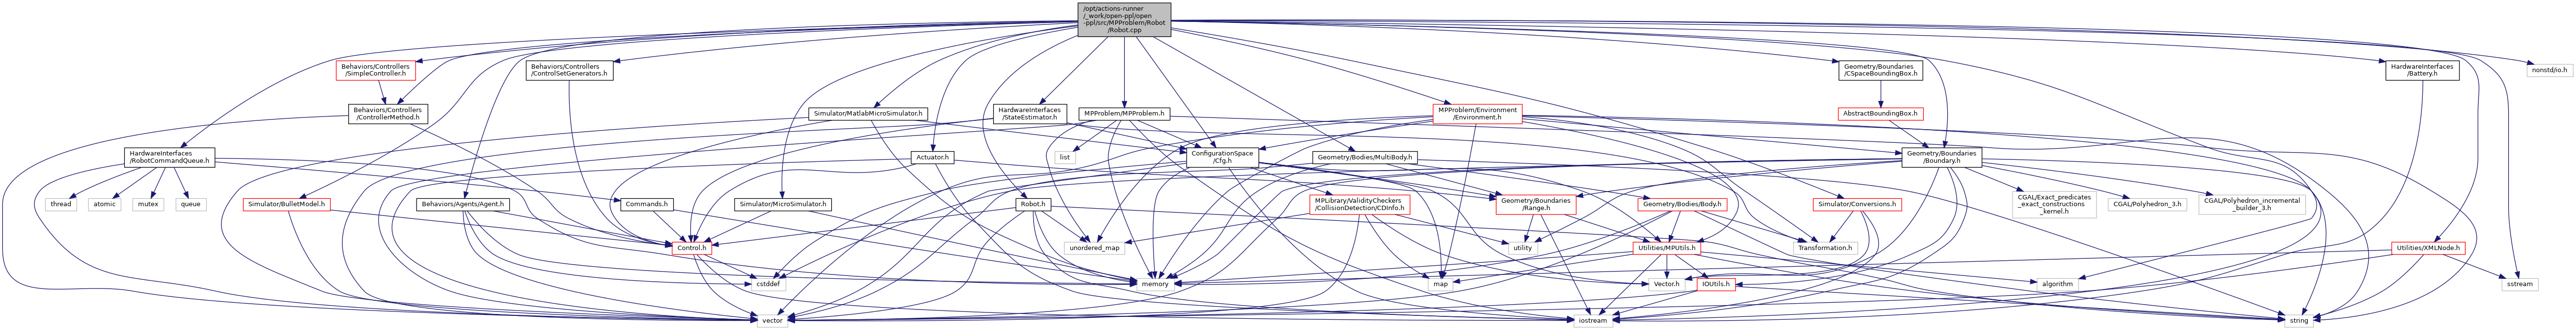 /opt/actions-runner
/_work/open-ppl/open
-ppl/src/MPProblem/Robot
/Robot.cpp
Behaviors/Controllers
/SimpleController.h
Behaviors/Controllers
/ControlSetGenerators.h
Geometry/Boundaries
/CSpaceBoundingBox.h
HardwareInterfaces
/Battery.h
nonstd/io.h
Behaviors/Controllers
/ControllerMethod.h
Simulator/MatlabMicroSimulator.h
HardwareInterfaces
/StateEstimator.h
MPProblem/MPProblem.h
MPProblem/Environment
/Environment.h
AbstractBoundingBox.h
HardwareInterfaces
/RobotCommandQueue.h
Actuator.h
list
ConfigurationSpace
/Cfg.h
Geometry/Bodies/MultiBody.h
Geometry/Boundaries
/Boundary.h
thread
atomic
mutex
queue
Simulator/BulletModel.h
Behaviors/Agents/Agent.h
Commands.h
Simulator/MicroSimulator.h
Robot.h
MPLibrary/ValidityCheckers
/CollisionDetection/CDInfo.h
Geometry/Boundaries
/Range.h
Geometry/Bodies/Body.h
Simulator/Conversions.h
CGAL/Exact_predicates
_exact_constructions
_kernel.h
CGAL/Polyhedron_3.h
CGAL/Polyhedron_incremental
_builder_3.h
Control.h
unordered_map
utility
Utilities/MPUtils.h
Transformation.h
Utilities/XMLNode.h
cstddef
memory
map
Vector.h
IOUtils.h
algorithm
sstream
vector
iostream
string